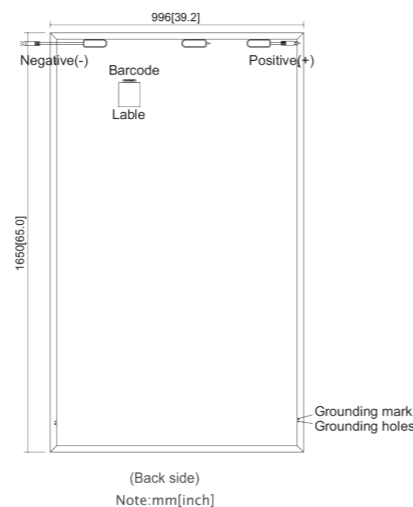 996[39.2]
Negative(-)
Positive(+)
Barcode
Lable
1650[65.0]
Grounding mark
Grounding holes
(Back side)
Note:mm[inch]